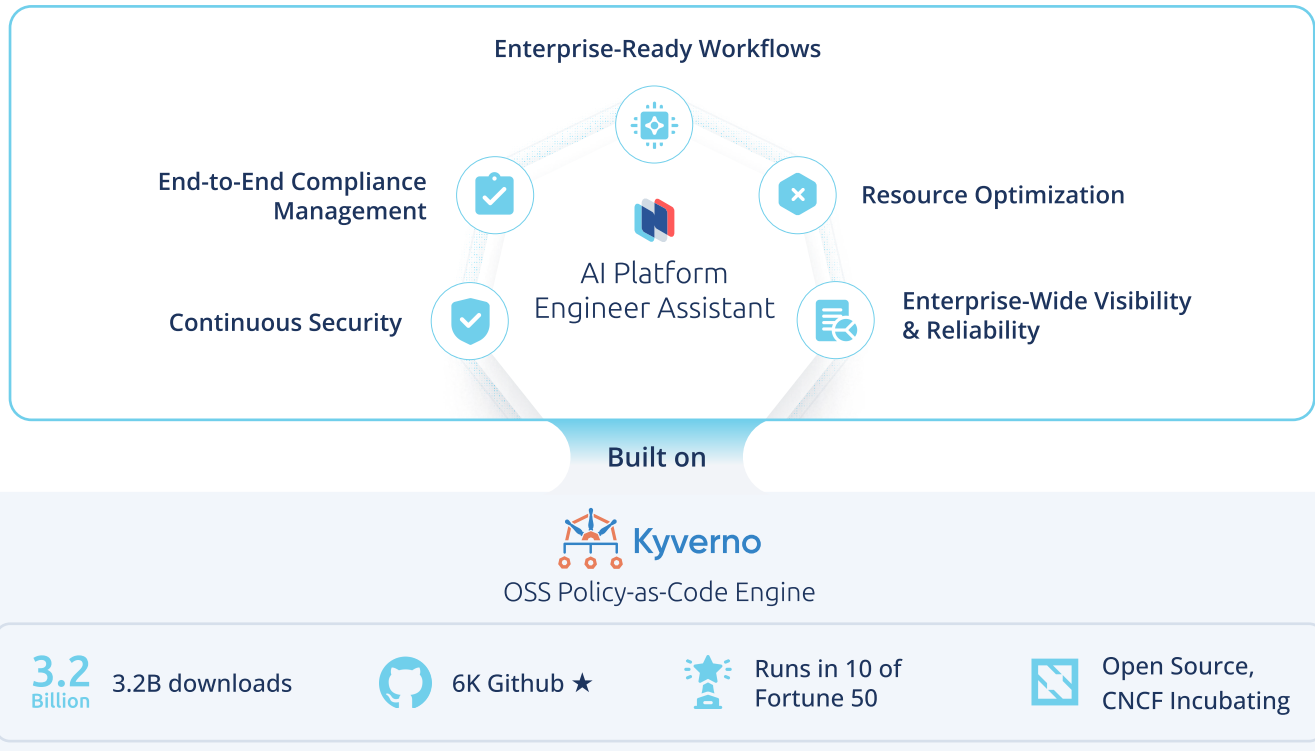 Enterprise-Ready Workflows
End-to-End Compliance
Management
Resource Optimization
AI Platform
Engineer Assistant
Continuous Security
Enterprise-Wide Visibility
& Reliability
Built on
Kyverno
OSS Policy-as-Code Engine
3.2
Billion
3.2B downloads
6K Github ★
Runs in 10 of
Fortune 50
Open Source,
CNCF Incubating